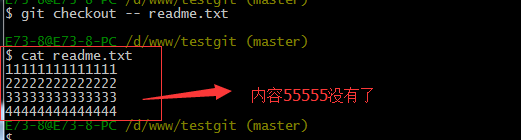 $ git checkout -- readme.txt
E73-8@E73-8-PC /d/www/testgit (master)
$ cat readme.txt
11111111111111
22222222222222
33333333333333
44444444444444
内容55555没有了
E73-8@E73-8-PC /d/www/testgit (master)
$